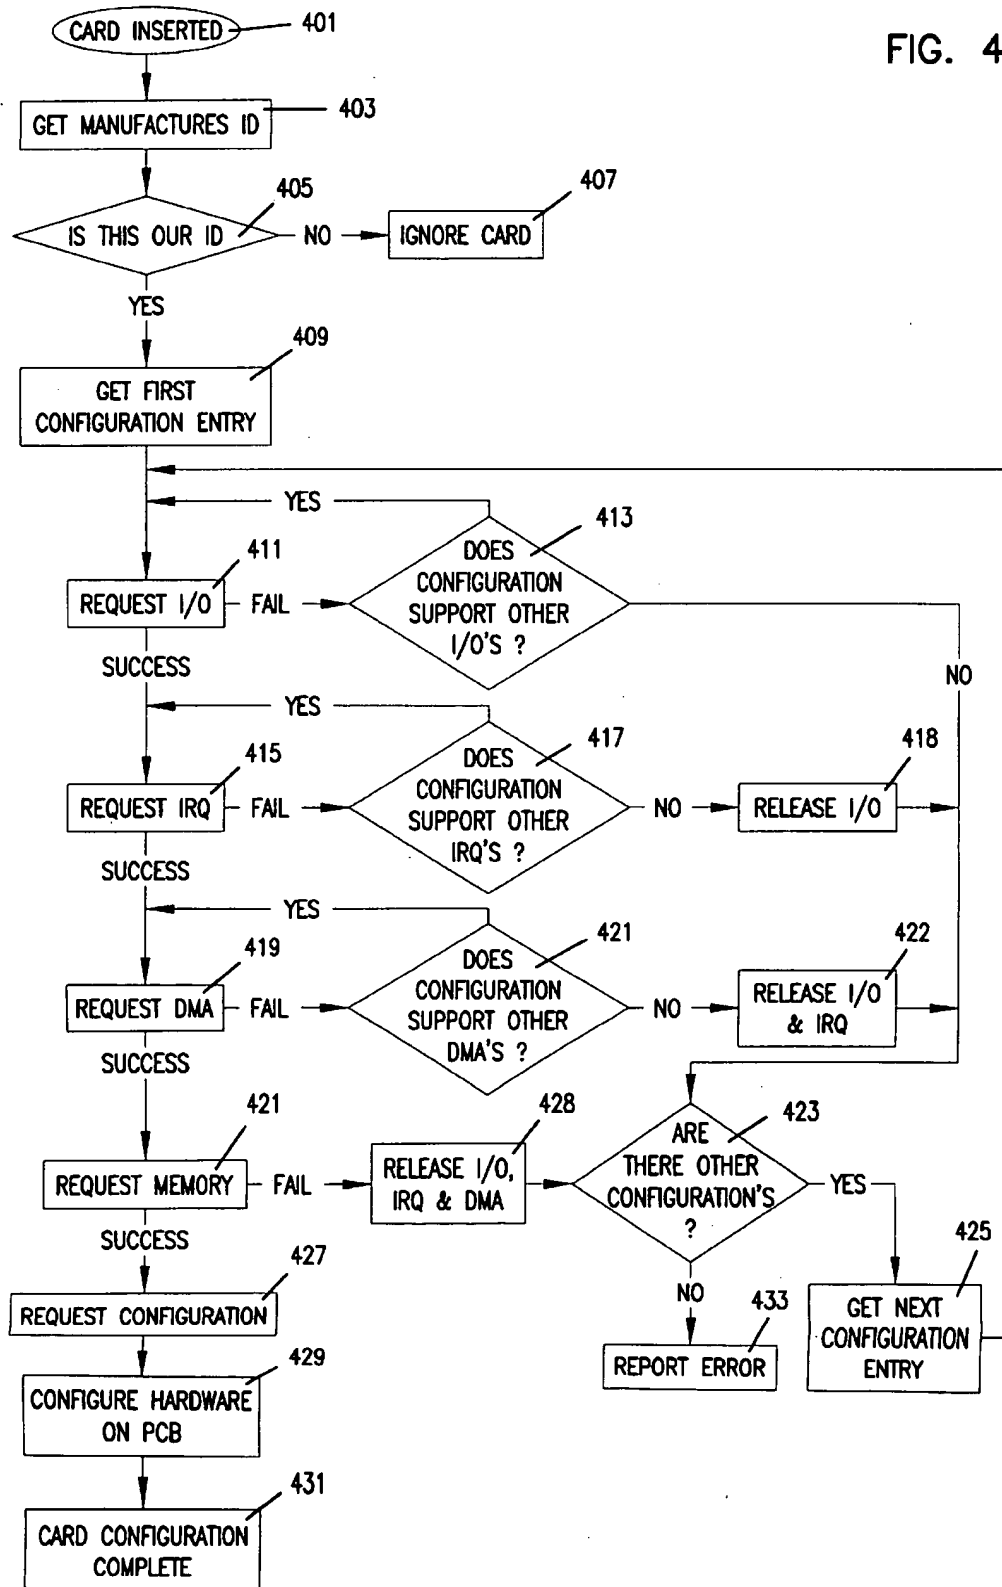 CARD INSERTED
401
FIG. 4
GET MANUFACTURES ID
403
IS THIS OUR ID
405
NO
IGNORE CARD
407
YES
GET FIRST
CONFIGURATION ENTRY
409
YES
DOES
CONFIGURATION
SUPPORT OTHER
I/O'S ?
413
REQUEST I/O
411
FAIL
NO
SUCCESS
YES
DOES
CONFIGURATION
SUPPORT OTHER
IRQ'S ?
417
REQUEST IRQ
415
FAIL
NO
RELEASE I/O
418
SUCCESS
YES
DOES
CONFIGURATION
SUPPORT OTHER
DMA'S ?
421
REQUEST DMA
419
FAIL
NO
RELEASE I/O
& IRQ
422
SUCCESS
REQUEST MEMORY
421
FAIL
RELEASE I/O,
IRQ & DMA
428
ARE
THERE OTHER
CONFIGURATION'S
?
423
YES
SUCCESS
REQUEST CONFIGURATION
427
NO
REPORT ERROR
433
GET NEXT
CONFIGURATION
ENTRY
425
CONFIGURE HARDWARE
ON PCB
429
CARD CONFIGURATION
COMPLETE
431